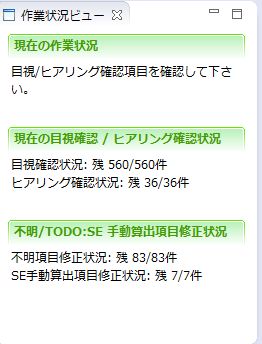 作業状況ビュー
現在の作業状況
目視/ヒアリング確認項目を確認して下さ
い。
現在の目視確認 / ヒアリング確認状況
目視確認状況: 残 560/560件
ヒアリング確認状況: 残 36/36件
不明/TODO:SE 手動算出項目修正状況
不明項目修正状況: 残 83/83件
SE手動算出項目修正状況: 残 7/7件